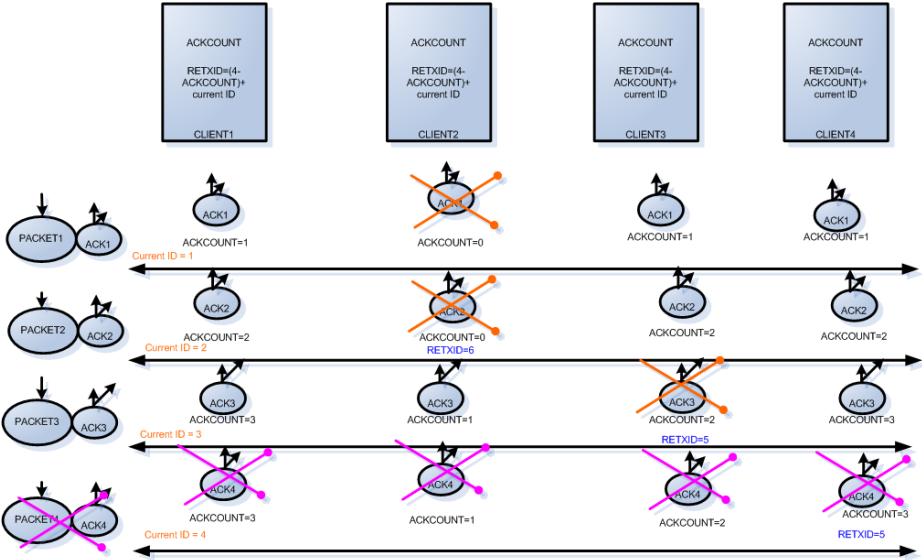 ACKCOUNT ACKCOUNT ACKCOUNT ACKCOUNT
RETXID=(4- RETXID=(4- RETXID=(4- RETXID=(4-
ACKCOUNT)+ ACKCOUNT)+ ACKCOUNT)+ ACKCOUNT)+
current ID current ID current ID current ID
CLIENT1 CLIENT2 CLIENT3 CLIENT4
PACKET1 ACK1 ACK1 ACK1 ACK1 ACK1
ACKCOUNT=1 ACKCOUNT=0 ACKCOUNT=1 ACKCOUNT=1
Current ID = 1
PACKET2 ACK2 ACK2 ACK2 ACK2 ACK2
ACKCOUNT=2 ACKCOUNT=0 ACKCOUNT=2 ACKCOUNT=2
Current ID = 2 RETXID=6
PACKET3 ACK3 ACK3 ACK3 ACK3 ACK3
ACKCOUNT=3 ACKCOUNT=1 ACKCOUNT=2 ACKCOUNT=3
Current ID = 3 RETXID=5
PACKET4 ACK4 ACK4 ACK4 ACK4 ACK4
ACKCOUNT=3 ACKCOUNT=1 ACKCOUNT=2 ACKCOUNT=3
Current ID = 4 RETXID=5